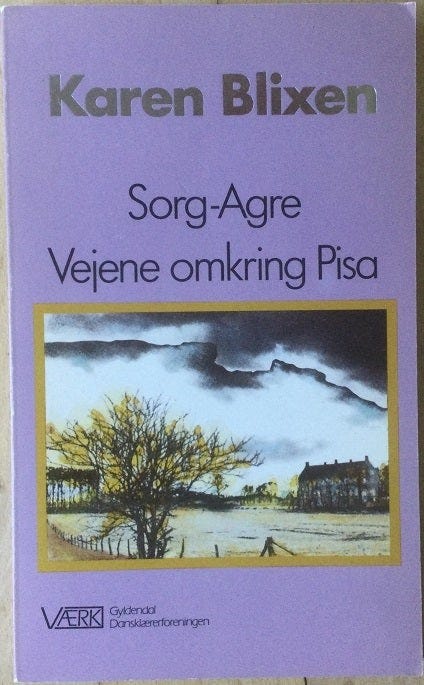 Karen Blixen
Sorg-Agre
Vejene omkring Pisa
VÆRK
Gyldendal
Dansklærerforeningen